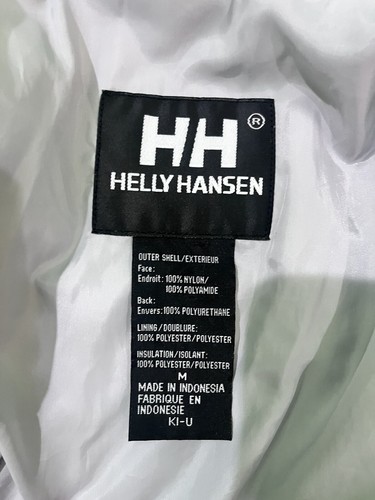 HH®
HELLY HANSEN
OUTER SHELL/EXTERIEUR
Face:
Endroit: 100% NYLON/
100% POLYAMIDE
Back:
Envers: 100% POLYURETHANE
LINING/DOUBLURE:
100% POLYESTER/POLYESTER
INSULATION/ISOLANT:
100% POLYESTER/POLYESTER
M
MADE IN INDONESIA
FABRIQUE EN
INDONESIE
KI-U